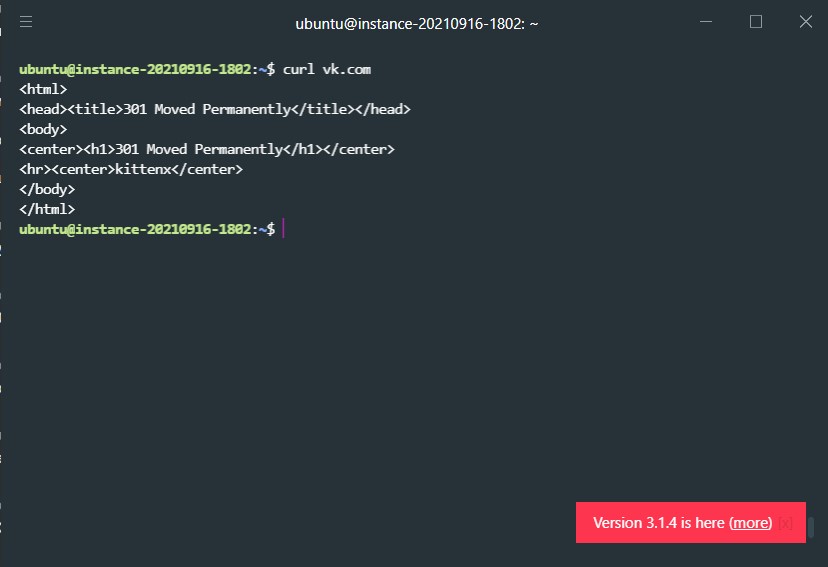 ubuntu@instance-20210916-1802: ~
ubuntu@instance-20210916-1802:~$ curl vk.com
<html>
<head><title>301 Moved Permanently</title></head>
<body>
<center><h1>301 Moved Permanently</h1></center>
<hr><center>kittenx</center>
</body>
</html>
ubuntu@instance-20210916-1802:~$
Version 3.1.4 is here (more) [x]